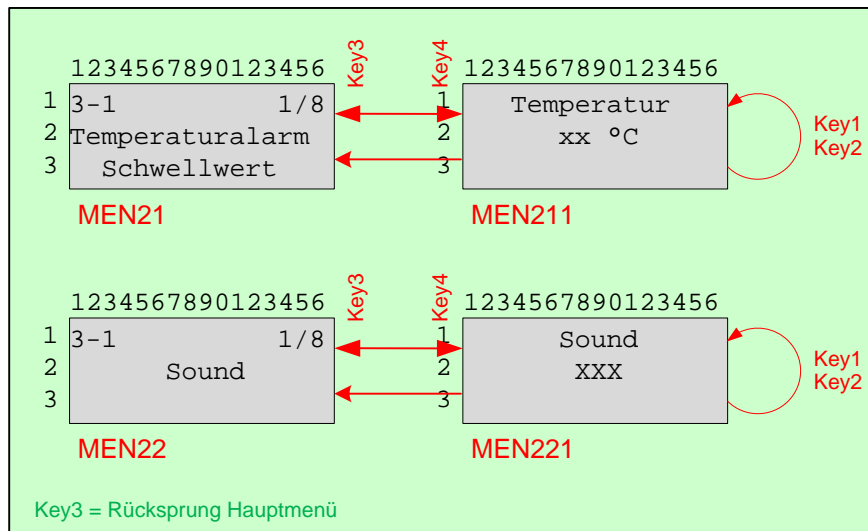 Key3 Key4
1234567890123456 1234567890123456
1 3-1 1/8 1 Temperatur
2 Temperaturalarm 2 xx °C Key1
3 Schwellwert 3 Key2
MEN21 MEN211
Key3 Key4
1234567890123456 1234567890123456
1 3-1 1/8 1 Sound
2 Sound 2 XXX Key1
3 3 Key2
MEN22 MEN221
Key3 = Rücksprung Hauptmenü